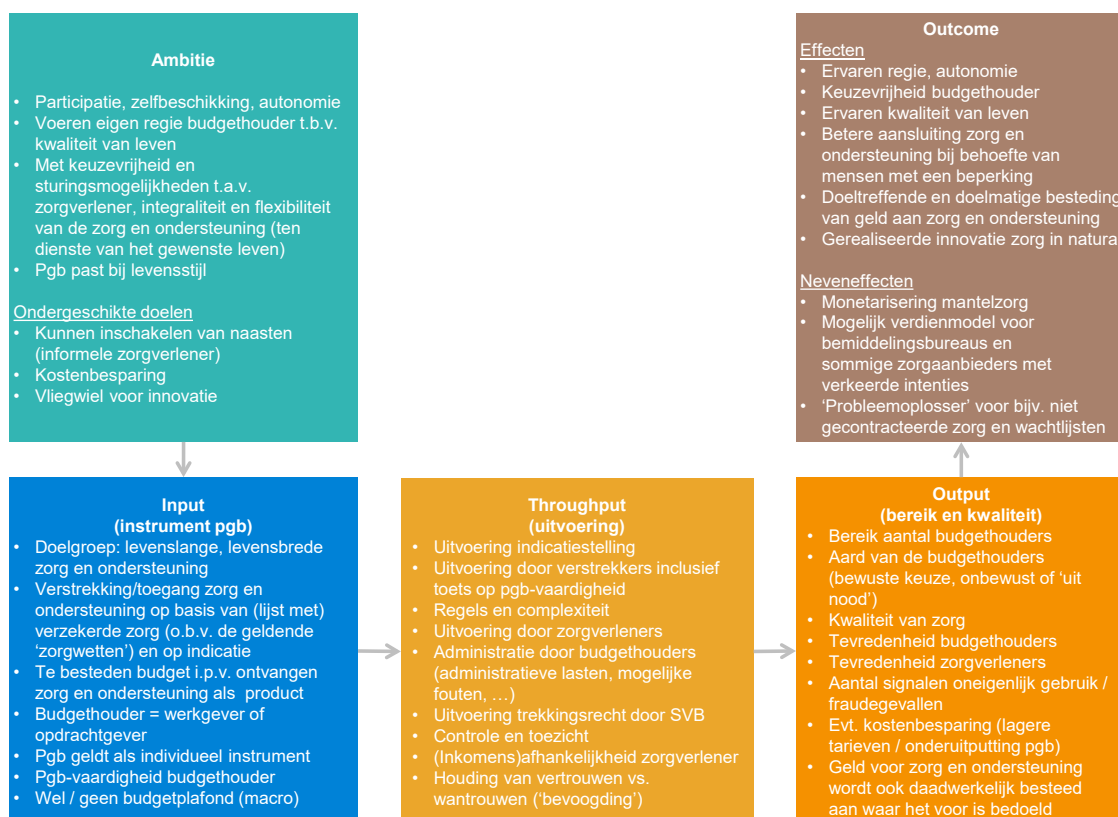 Ambitie
• Participatie, zelfbeschikking, autonomie
• Voeren eigen regie budgethouder t.b.v.
kwaliteit van leven
• Met keuzevrijheid en
sturingsmogelijkheden t.a.v.
zorgverlener, integraliteit en flexibiliteit
van de zorg en ondersteuning (ten
dienste van het gewenste leven)
• Pgb past bij levensstijl
Ondergeschikte doelen
• Kunnen inschakelen van naasten
(informele zorgverlener)
• Kostenbesparing
• Vliegwiel voor innovatie
Outcome
Effecten
• Ervaren regie, autonomie
• Keuzevrijheid budgethouder
• Ervaren kwaliteit van leven
• Betere aansluiting zorg en
ondersteuning bij behoefte van
mensen met een beperking
• Doeltreffende en doelmatige besteding
van geld aan zorg en ondersteuning
• Gerealiseerde innovatie zorg in natura
Neveneffecten
• Monetarisering mantelzorg
• Mogelijk verdienmodel voor
bemiddelingsbureaus en
sommige zorgaanbieders met
verkeerde intenties
• ‘Probleemoplosser’ voor bijv. niet
gecontracteerde zorg en wachtlijsten
Input
(instrument pgb)
• Doelgroep: levenslange, levensbrede
zorg en ondersteuning
• Verstrekking/toegang zorg en
ondersteuning op basis van (lijst met)
verzekerde zorg (o.b.v. de geldende
‘zorgwetten’) en op indicatie
• Te besteden budget i.p.v. ontvangen
zorg en ondersteuning als product
• Budgethouder = werkgever of
opdrachtgever
• Pgb geldt als individueel instrument
• Pgb-vaardigheid budgethouder
• Wel / geen budgetplafond (macro)
Throughput
(uitvoering)
• Uitvoering indicatiestelling
• Uitvoering door verstrekkers inclusief
toets op pgb-vaardigheid
• Regels en complexiteit
• Uitvoering door zorgverleners
• Administratie door budgethouders
(administratieve lasten, mogelijke
fouten, …)
• Uitvoering trekkingsrecht door SVB
• Controle en toezicht
• (Inkomens)afhankelijkheid zorgverlener
• Houding van vertrouwen vs.
wantrouwen (‘bevoogding’)
Output
(bereik en kwaliteit)
• Bereik aantal budgethouders
• Aard van de budgethouders
(bewuste keuze, onbewust of ‘uit
nood’)
• Kwaliteit van zorg
• Tevredenheid budgethouders
• Tevredenheid zorgverleners
• Aantal signalen oneigenlijk gebruik /
fraudegevallen
• Evt. kostenbesparing (lagere
tarieven / onderuitputting pgb)
• Geld voor zorg en ondersteuning
wordt ook daadwerkelijk besteed
aan waar het voor is bedoeld